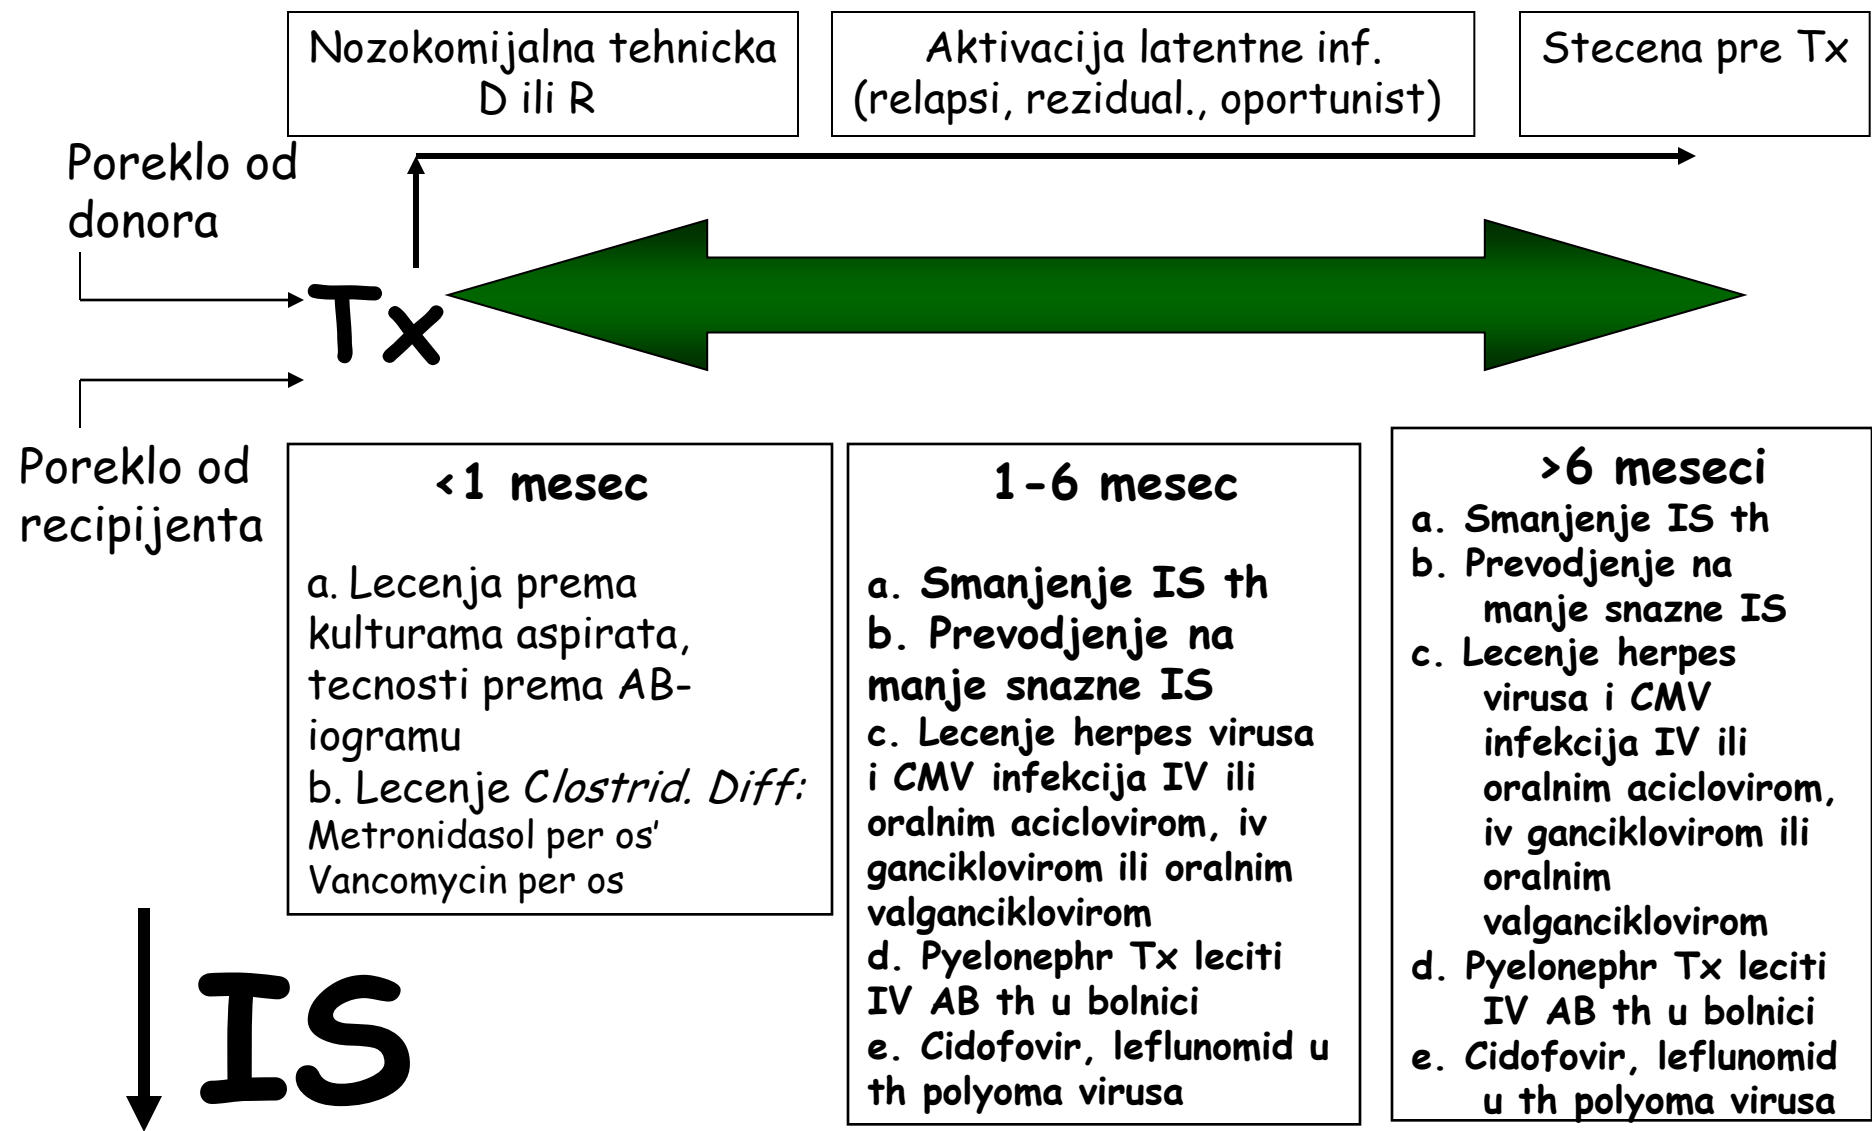 Nozokomijalna tehnicka
D ili R
Aktivacija latentne inf.
(relapsi, rezidual., oportunist)
Stecena pre Tx
Poreklo od
donora
Tx
Poreklo od
recipijenta
<1 mesec
a. Lecenja prema
kulturama aspirata,
tecnosti prema AB-
iogramu
b. Lecenje Clostrid. Diff:
Metronidasol per os’
Vancomycin per os
1-6 mesec
a. Smanjenje IS th
b. Prevodjenje na
manje snazne IS
c. Lecenje herpes virusa
i CMV infekcija IV ili
oralnim aciclovirom, iv
ganciklovirom ili oralnim
valganciklovirom
d. Pyelonephr Tx leciti
IV AB th u bolnici
e. Cidofovir, leflunomid u
th polyoma virusa
>6 meseci
a. Smanjenje IS th
b. Prevodjenje na
manje snazne IS
c. Lecenje herpes
virusa i CMV
infekcija IV ili
oralnim aciclovirom,
iv ganciklovirom ili
oralnim
valganciklovirom
d. Pyelonephr Tx leciti
IV AB th u bolnici
e. Cidofovir, leflunomid
u th polyoma virusa
IS